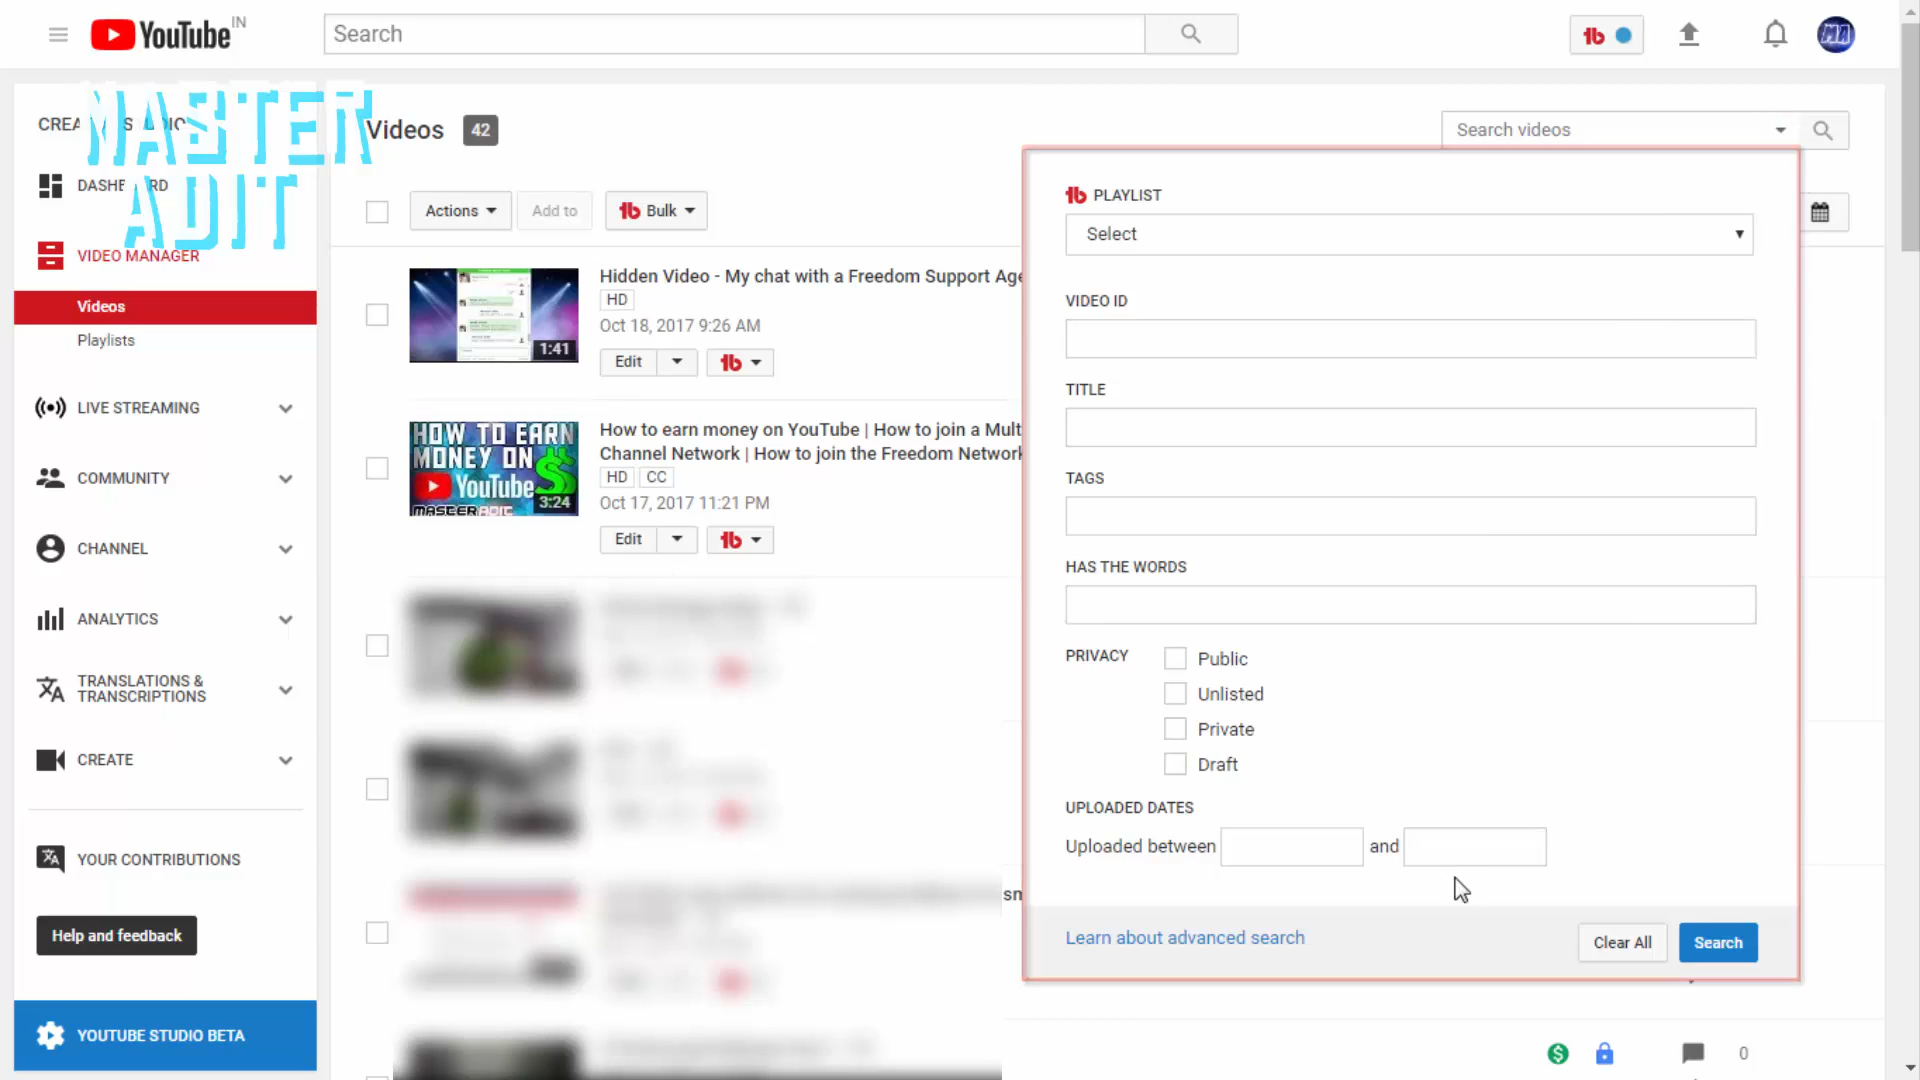 YouTube IN
Search
MASTER
ADIT
DASHBOARD
VIDEO MANAGER
Videos
Playlists
LIVE STREAMING
COMMUNITY
CHANNEL
ANALYTICS
TRANSLATIONS &
TRANSCRIPTIONS
CREATE
YOUR CONTRIBUTIONS
Help and feedback
YOUTUBE STUDIO BETA
Videos 42
Search videos
Actions
Add to
Bulk
1:41
Hidden Video - My chat with a Freedom Support Age
HD
Oct 18, 2017 9:26 AM
Edit
HOW TO EARN
MONEY ON
YouTube
3:24
How to earn money on YouTube | How to join a Mult
Channel Network | How to join the Freedom Network
HD CC
Oct 17, 2017 11:21 PM
Edit
PLAYLIST
Select
VIDEO ID
TITLE
TAGS
HAS THE WORDS
PRIVACY
Public
Unlisted
Private
Draft
UPLOADED DATES
Uploaded between and
Learn about advanced search
Clear All
Search
0